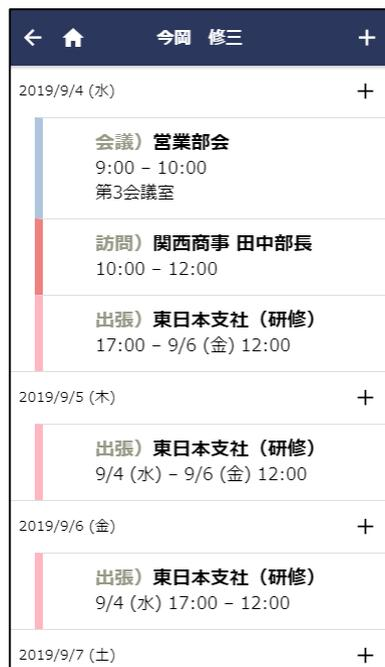 今岡　修三
2019/9/4 (水)
会議）営業部会
9:00 – 10:00
第3会議室
訪問）関西商事 田中部長
10:00 – 12:00
出張）東日本支社（研修）
17:00 – 9/6 (金) 12:00
2019/9/5 (木)
出張）東日本支社（研修）
9/4 (水) – 9/6 (金) 12:00
2019/9/6 (金)
出張）東日本支社（研修）
9/4 (水) 17:00 – 12:00
2019/9/7 (土)